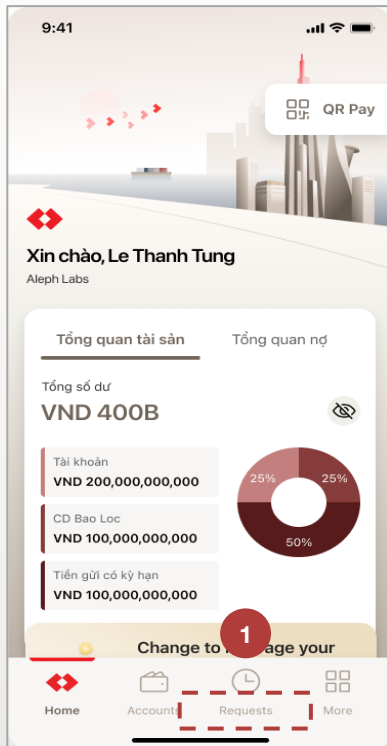 9:41
QR Pay
Xin chào, Le Thanh Tung
Aleph Labs
Tổng quan tài sản
Tổng quan nợ
Tổng số dư
VND 400B
Tài khoản
VND 200,000,000,000
CD Bao Loc
VND 100,000,000,000
Tiền gửi có kỳ hạn
VND 100,000,000,000
25%
25%
50%
1
Change to age your
Home
Accounts
Requests
More